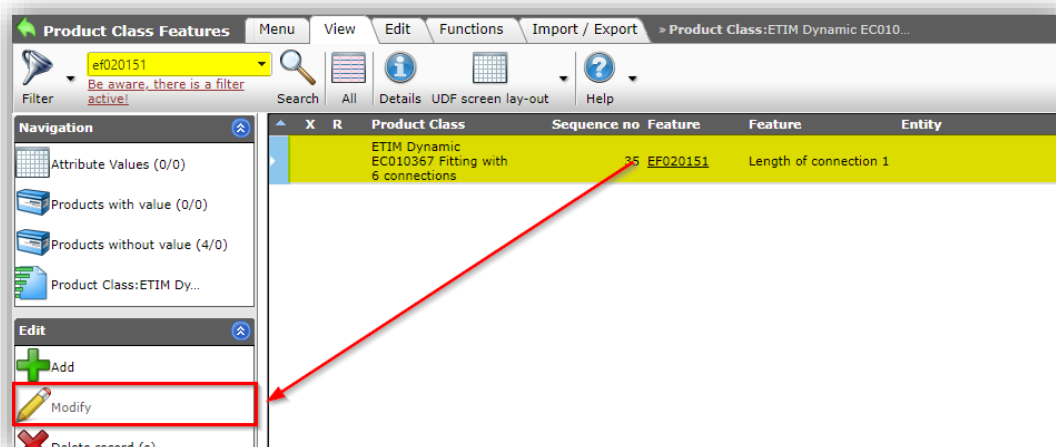 Product Class Features Menu View Edit Functions Import / Export » Product Class:ETIM Dynamic EC010...
ef020151
Be aware, there is a filter
active!
Filter Search All Details UDF screen lay-out Help
Navigation
X R Product Class Sequence no Feature Feature Entity
Attribute Values (0/0)
ETIM Dynamic
EC010367 Fitting with
6 connections
35 EF020151 Length of connection 1
Products with value (0/0)
Products without value (4/0)
Product Class:ETIM Dy...
Edit
Add
Modify
Delete record (s)